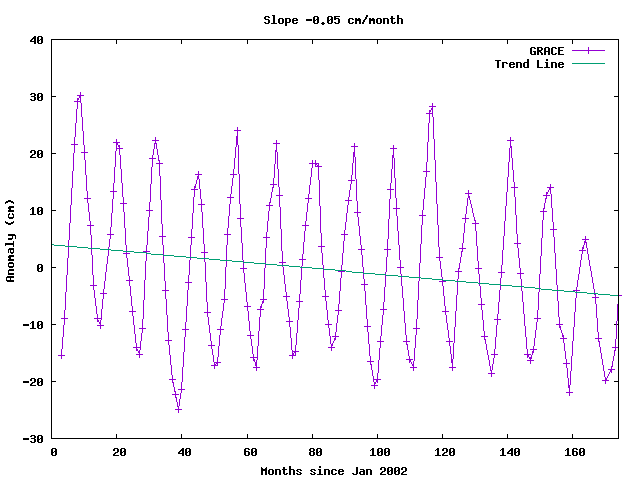 Slope -0.05 cm/month
GRACE
Trend Line
40
30
20
10
0
-10
-20
-30
Anomaly (cm)
0 20 40 60 80 100 120 140 160
Months since Jan 2002